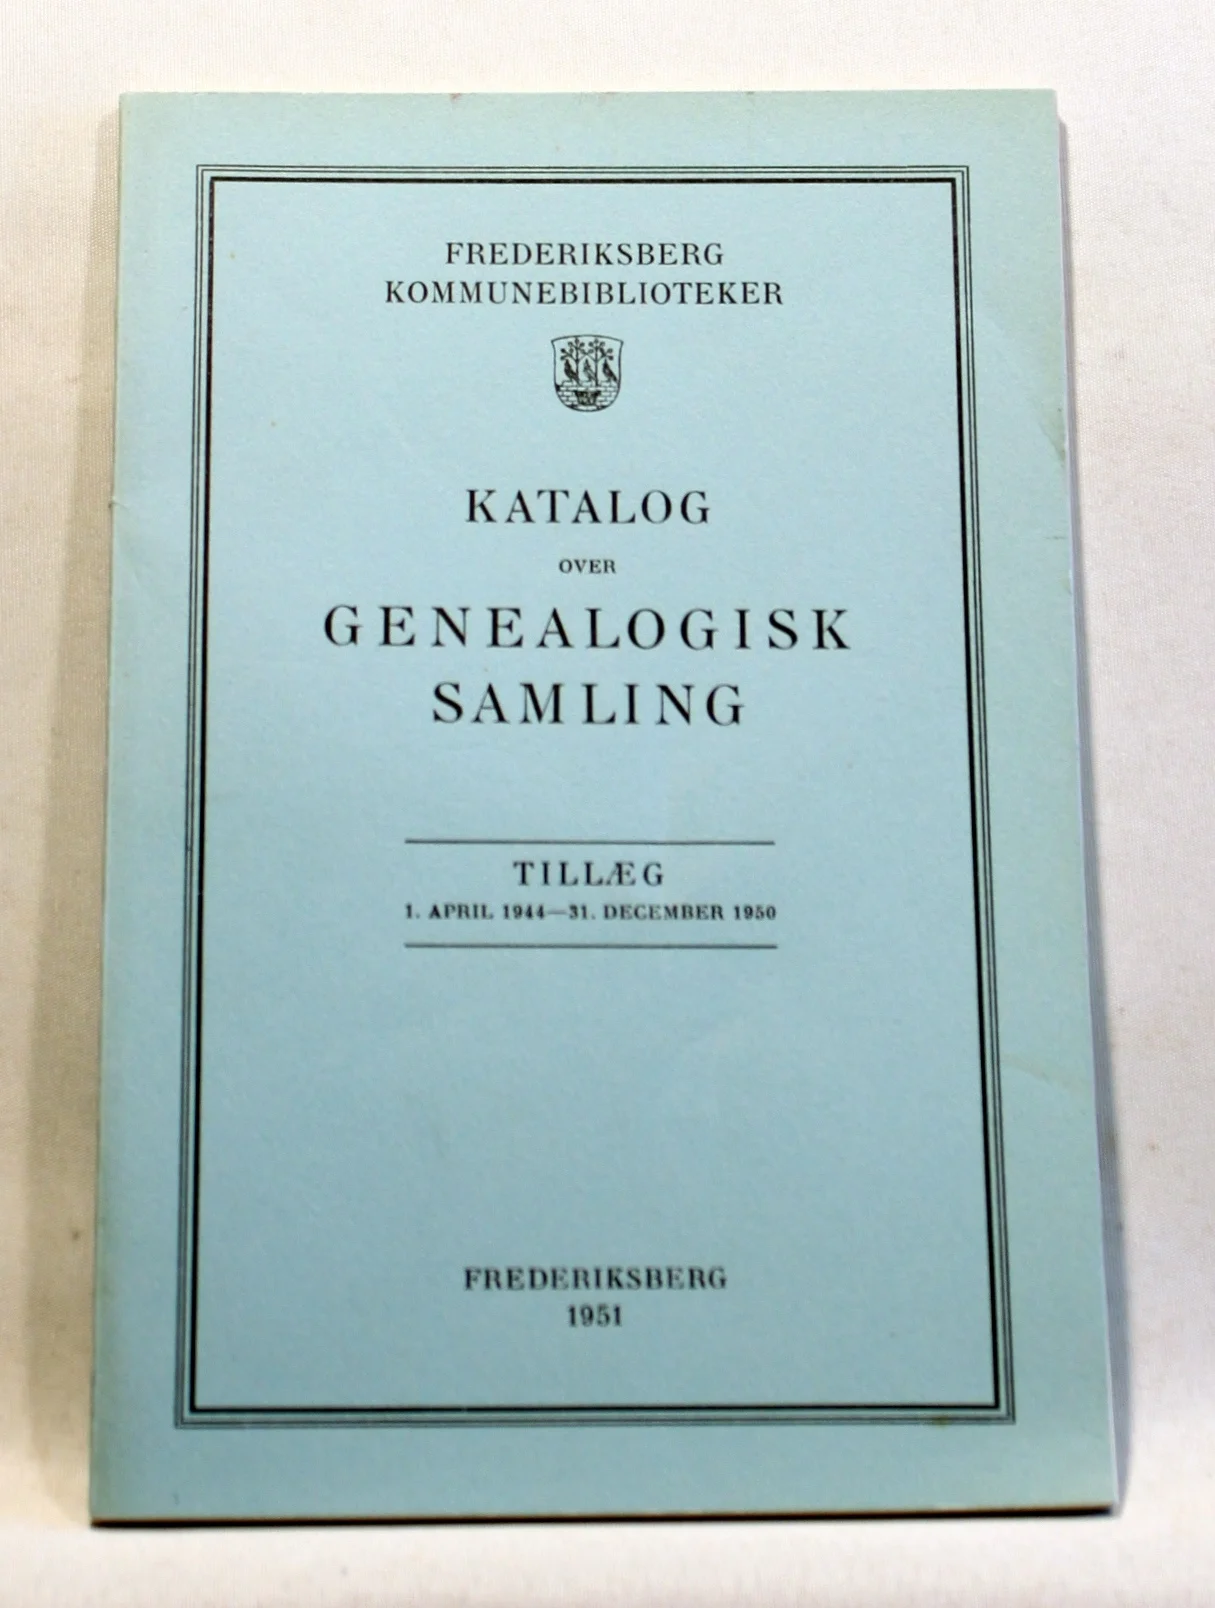 FREDERIKSBERG
KOMMUNEBIBLIOTEKER
KATALOG
OVER
GENEALOGISK
SAMLING
TILLÆG
1. APRIL 1944—31. DECEMBER 1950
FREDERIKSBERG
1951